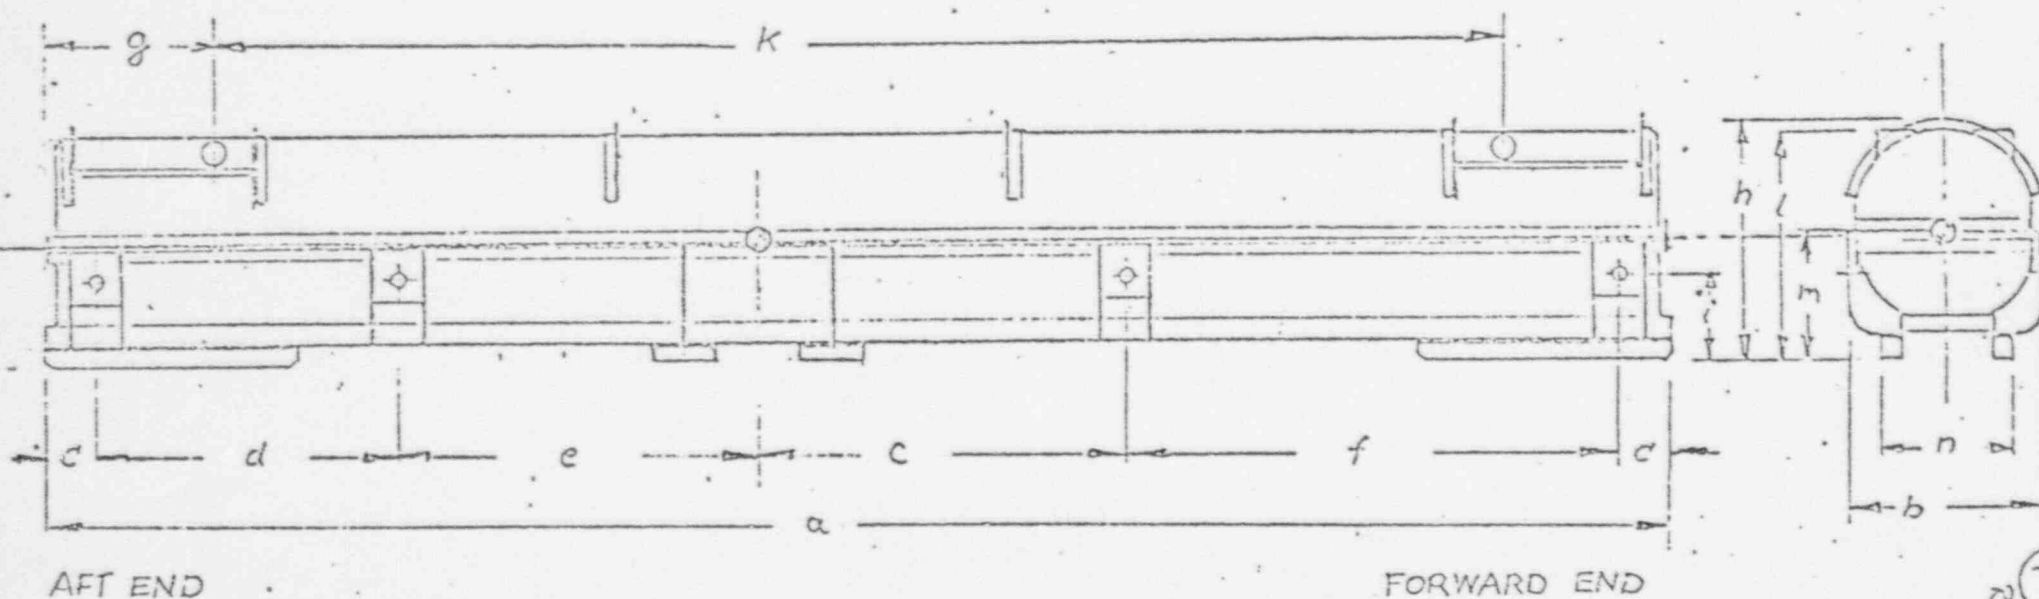 g k
h l m
c d e c f c
n
b
a
AFT END FORWARD END